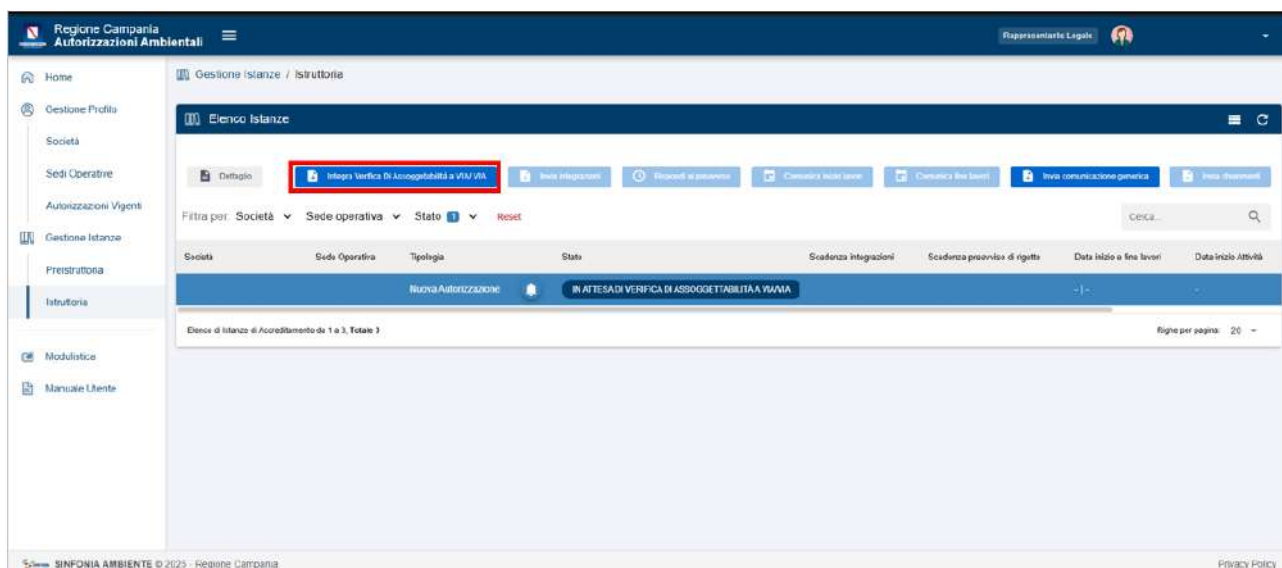 Regione Campania
Autorizzazioni Ambientali
Rappresentante Legale
Home
Gestione Profilo
Società
Sedi Operative
Autorizzazioni Vigenti
Gestione Istanze
Preistruttoria
Istruttoria
Modulistica
Manuale Utente
Gestione Istanze / Istruttoria
Elenco Istanze
Dettaglio
Integra Verifica Di Assoggettabilità a VIA/ VIA
Invia integrazioni
Comunica inizio lavori
Comunica fine lavori
Invia comunicazione generica
Filtra per: Società Sede operativa Stato 1 Reset
Cerca...
Società Sede Operativa Tipologia Stato Scadenza integrazioni Scadenza preavviso di rigetto Data inizio e fine lavori Data inizio Attività
Nuova Autorizzazione IN ATTESA DI VERIFICA DI ASSOGGETTABILITÀ A VIA/VIA - | - -
Elenco di Istanze di Accreditamento da 1 a 3, Totale 3
Righe per pagina: 20
SINFONIA AMBIENTE © 2025 - Regione Campania
Privacy Policy